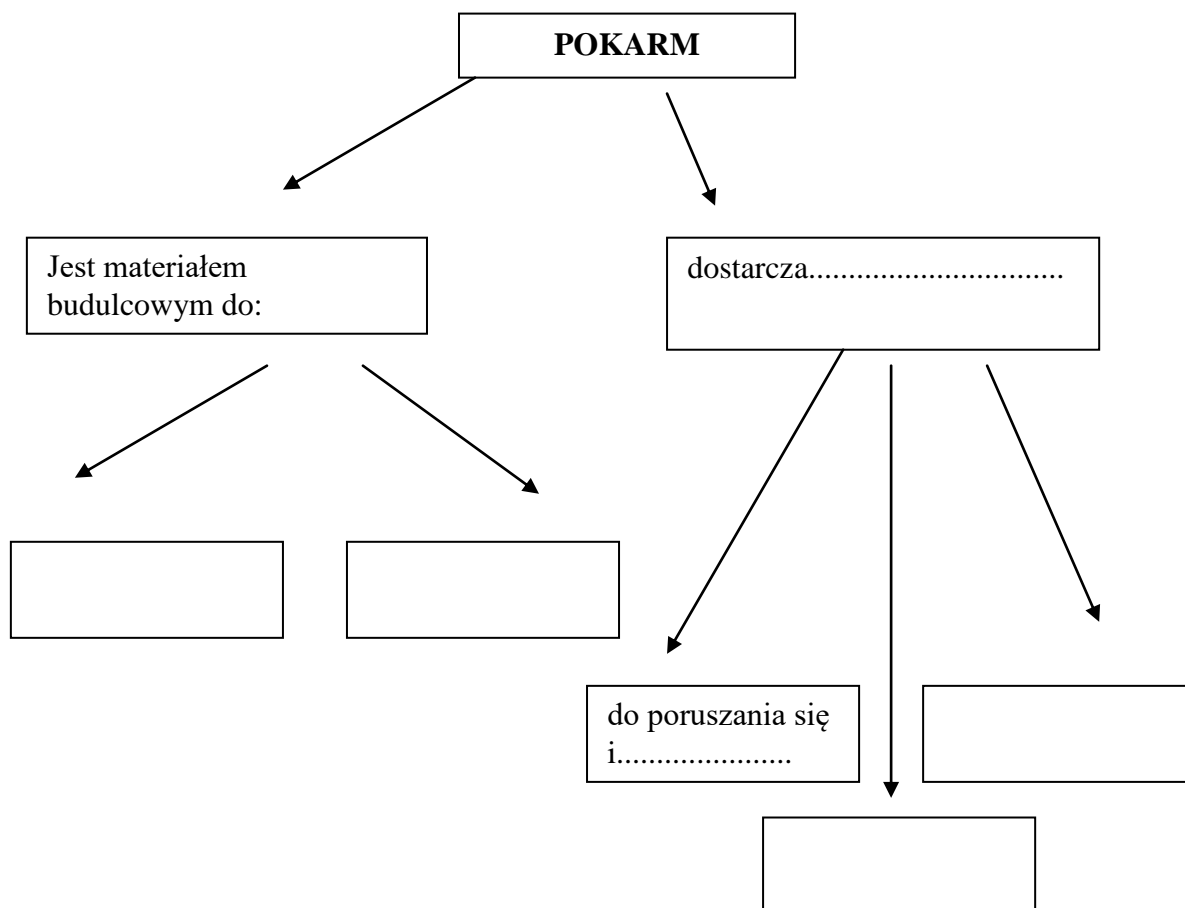 POKARM
Jest materiałem
budulcowym do:
dostarcza...............................
do poruszania się
i......................